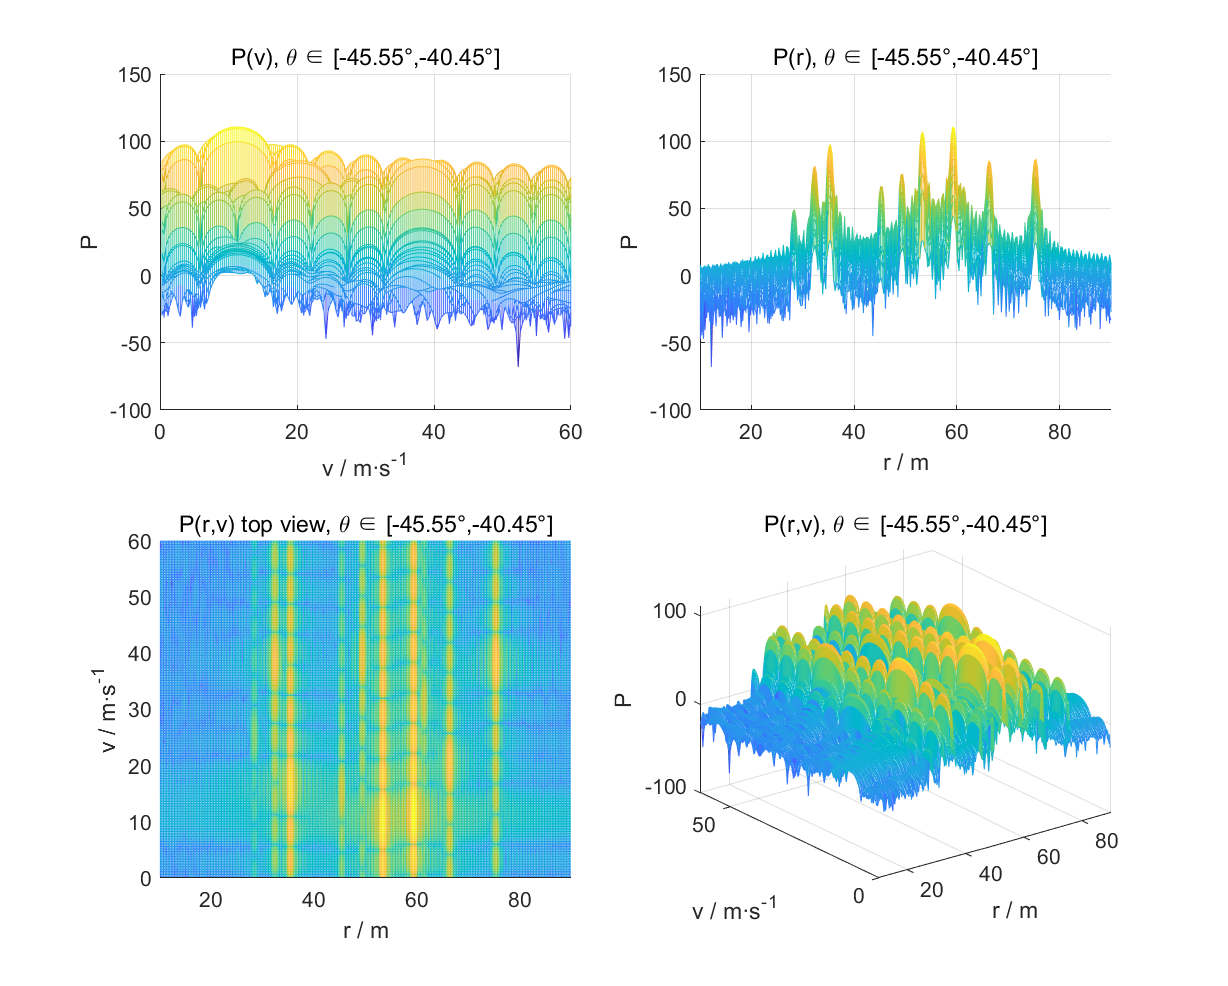 P(v), θ ∈ [-45.55°,-40.45°]
150
100
50
0
-50
-100
P
0 20 40 60
v / m·s⁻¹
P(r), θ ∈ [-45.55°,-40.45°]
150
100
50
0
-50
-100
P
20 40 60 80
r / m
P(r,v) top view, θ ∈ [-45.55°,-40.45°]
60
50
40
30
20
10
0
v / m·s⁻¹
20 40 60 80
r / m
P(r,v), θ ∈ [-45.55°,-40.45°]
100
0
-100
P
50
0
v / m·s⁻¹
20 40 60 80
r / m